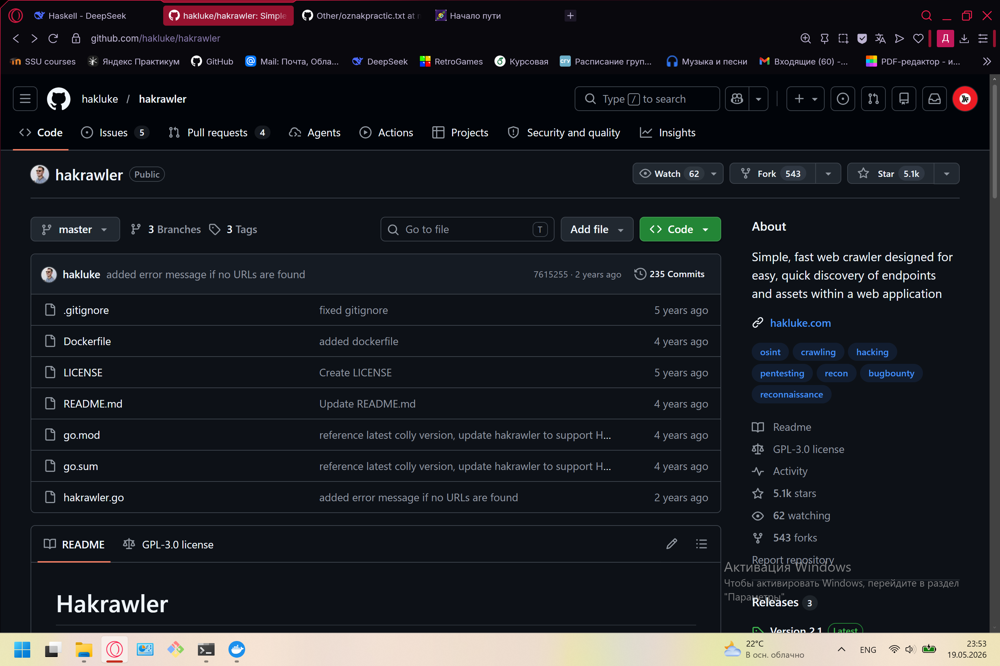 Haskell - DeepSeek
hakluke/hakrawler: Simple
Other/oznakpractic.txt at
Начало пути
github.com/hakluke/hakrawler
Д
SSU courses
Яндекс Практикум
GitHub
Mail: Почта, Обла...
DeepSeek
RetroGames
Курсовая
СГУ
Расписание груп...
Музыка и песни
Входящие (60) -...
PDF-редактор - и...
hakluke / hakrawler
Type / to search
Code
Issues 5
Pull requests 4
Agents
Actions
Projects
Security and quality
Insights
hakrawler Public
Watch 62
Fork 543
Star 5.1k
master
3 Branches
3 Tags
Go to file T
Add file
Code
hakluke added error message if no URLs are found 7615255 · 2 years ago 235 Commits
.gitignore fixed gitignore 5 years ago
Dockerfile added dockerfile 4 years ago
LICENSE Create LICENSE 5 years ago
README.md Update README.md 4 years ago
go.mod reference latest colly version, update hakrawler to support H... 4 years ago
go.sum reference latest colly version, update hakrawler to support H... 4 years ago
hakrawler.go added error message if no URLs are found 2 years ago
README
GPL-3.0 license
Hakrawler
About
Simple, fast web crawler designed for
easy, quick discovery of endpoints
and assets within a web application
hakluke.com
osint crawling hacking
pentesting recon bugbounty
reconnaissance
Readme
GPL-3.0 license
Activity
5.1k stars
62 watching
543 forks
Report repository
Активация Windows
Чтобы активировать Windows, перейдите в раздел
"Параметры".
Releases 3
Version 2.1 Latest
22°C
В осн. облачно
ENG
23:53
19.05.2026